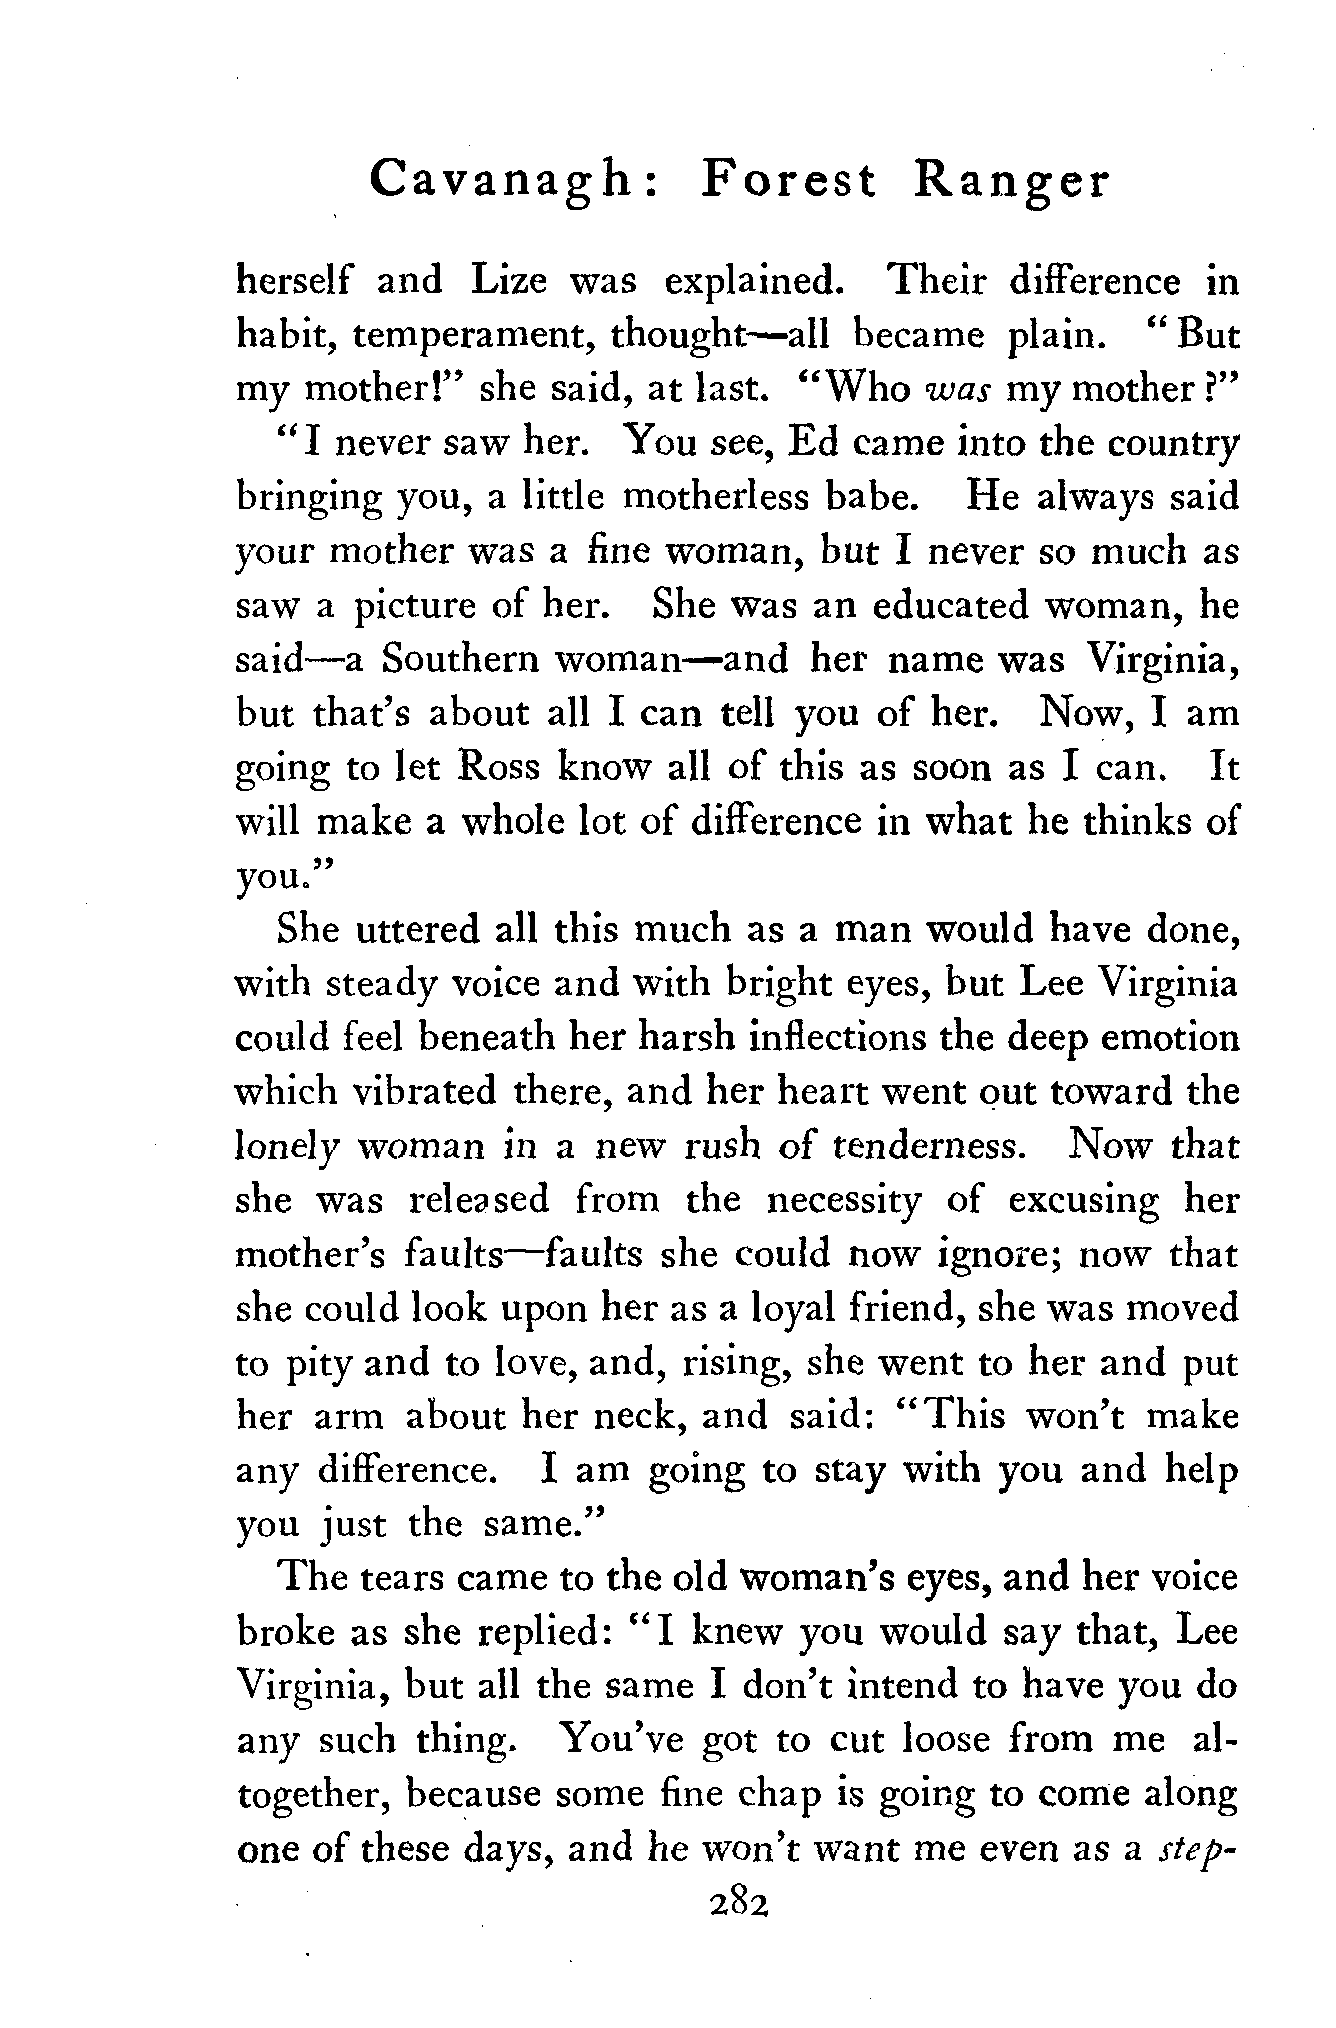 Cavanagh: Forest Ranger
herself and Lize was explained. Their difference in
habit, temperament, thought—all became plain. "But
my mother!" she said, at last. "Who was my mother?"
"I never saw her. You see, Ed came into the country
bringing you, a little motherless babe. He always said
your mother was a fine woman, but I never so much as
saw a picture of her. She was an educated woman, he
said—a Southern woman—and her name was Virginia,
but that's about all I can tell you of her. Now, I am
going to let Ross know all of this as soon as I can. It
will make a whole lot of difference in what he thinks of
you."
She uttered all this much as a man would have done,
with steady voice and with bright eyes, but Lee Virginia
could feel beneath her harsh inflections the deep emotion
which vibrated there, and her heart went out toward the
lonely woman in a new rush of tenderness. Now that
she was released from the necessity of excusing her
mother's faults—faults she could now ignore; now that
she could look upon her as a loyal friend, she was moved
to pity and to love, and, rising, she went to her and put
her arm about her neck, and said: "This won't make
any difference. I am going to stay with you and help
you just the same."
The tears came to the old woman's eyes, and her voice
broke as she replied: "I knew you would say that, Lee
Virginia, but all the same I don't intend to have you do
any such thing. You've got to cut loose from me al-
together, because some fine chap is going to come along
one of these days, and he won't want me even as a step-
282